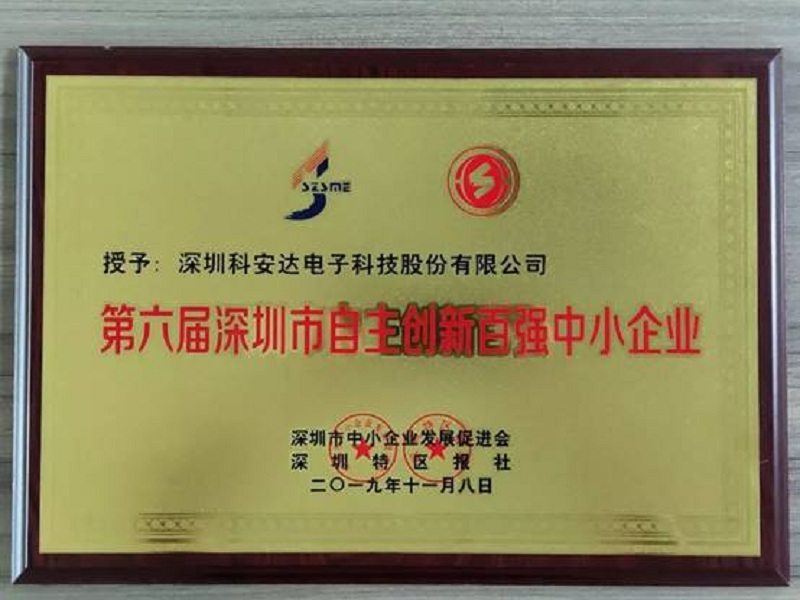 SZSME
授予：深圳科安达电子科技股份有限公司
第六届深圳市自主创新百强中小企业
深圳市中小企业发展促进会
深圳特区报社
二〇一九年十一月八日